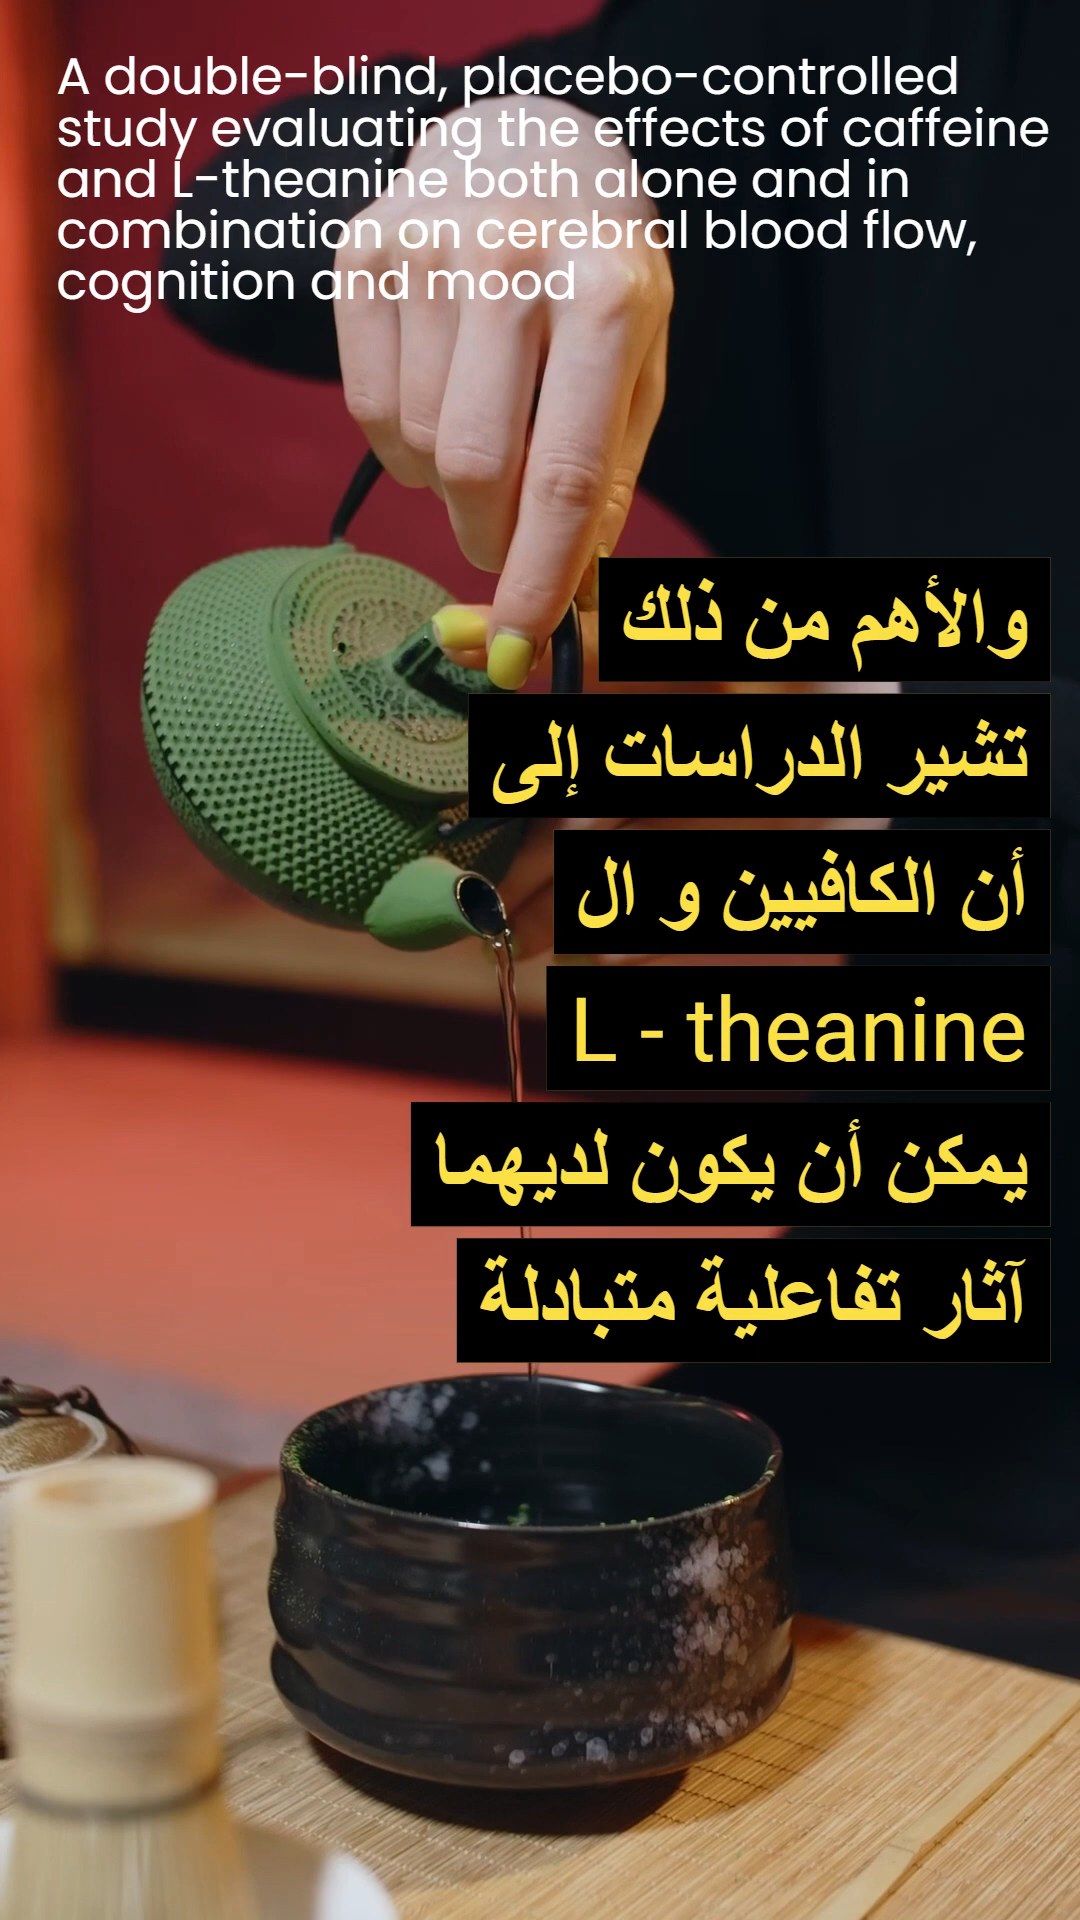 A double-blind, placebo-controlled
study evaluating the effects of caffeine
and L-theanine both alone and in
combination on cerebral blood flow,
cognition and mood
والأهم من ذلك
تشير الدراسات إلى
أن الكافيين و ال
L - theanine
يمكن أن يكون لديهما
آثار تفاعلية متبادلة